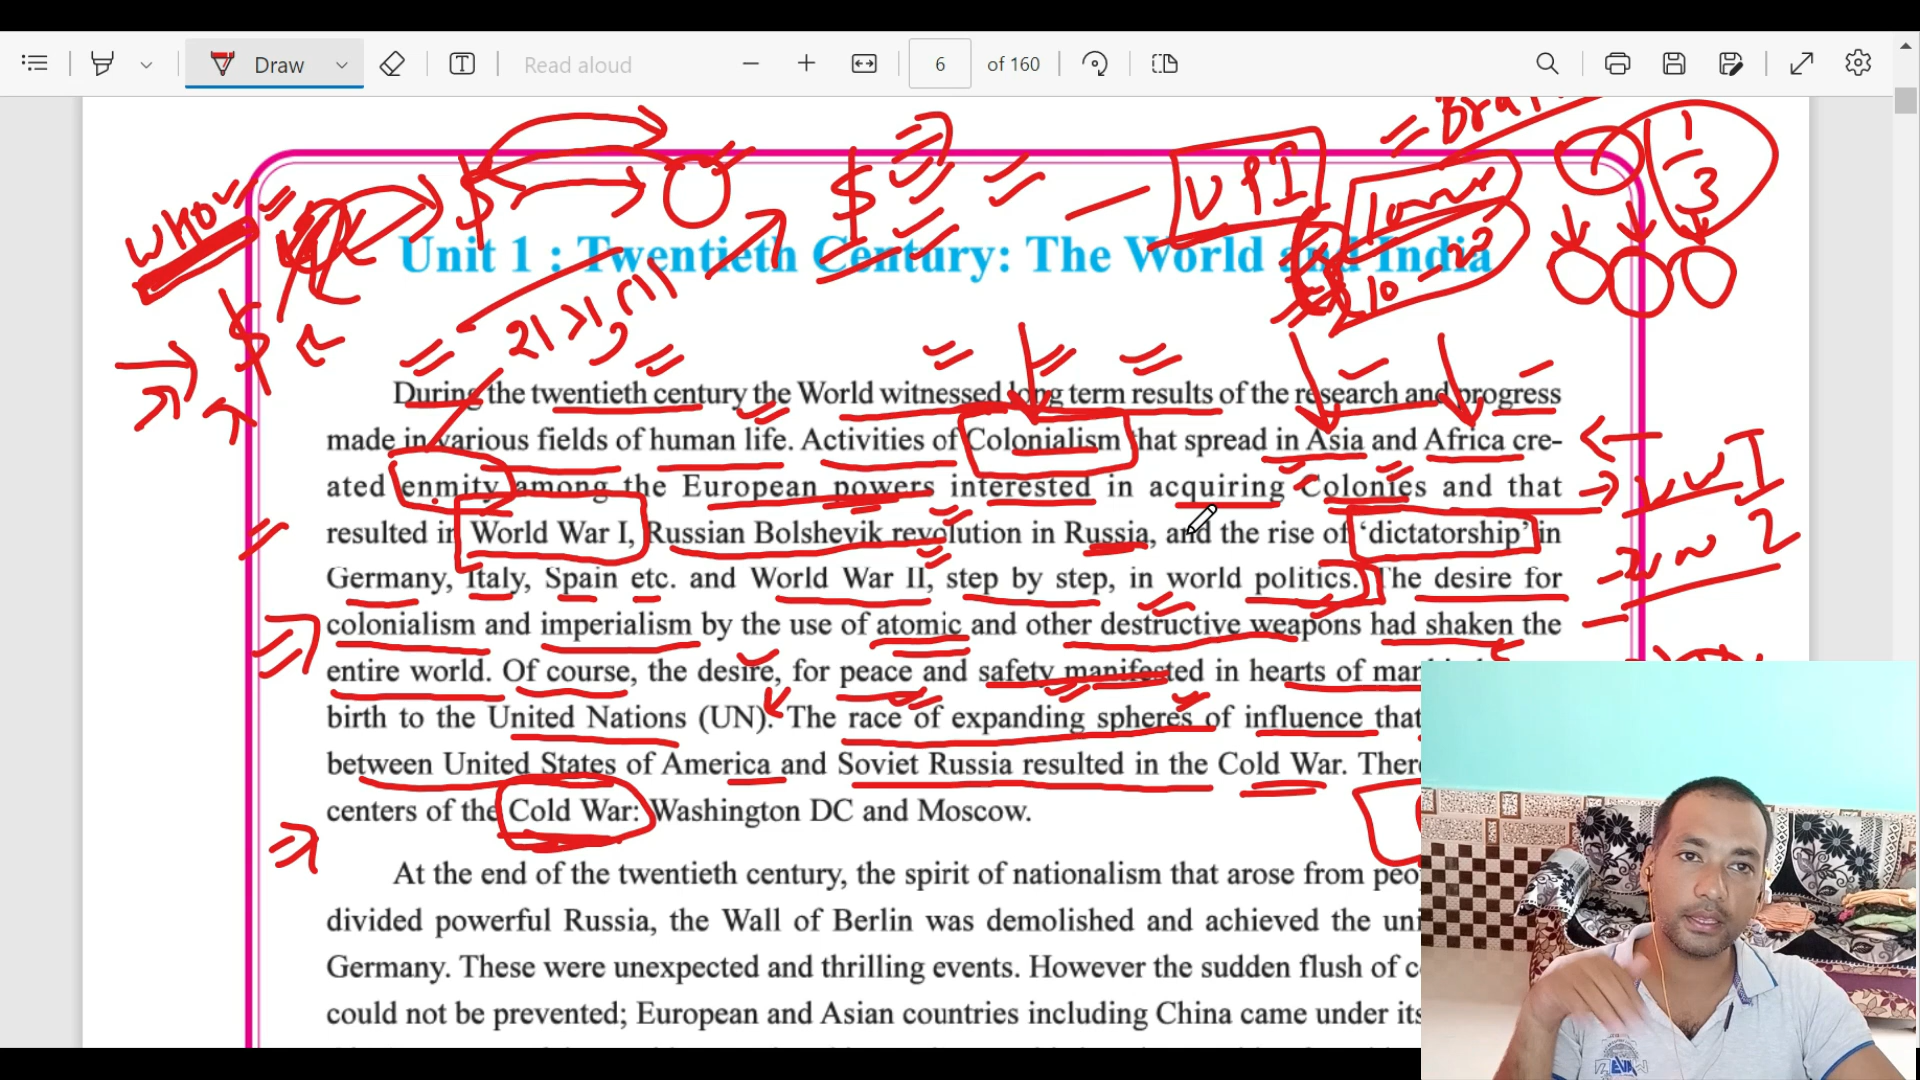 Draw
Read aloud
6 of 160
WHO
$
$
$
UPI
1
3
Unit 1 : Twentieth Century: The World and India
During the twentieth century the World witnessed long term results of the research and progress
made in various fields of human life. Activities of Colonialism that spread in Asia and Africa cre-
ated enmity among the European powers interested in acquiring Colonies and that
resulted in World War I, Russian Bolshevik revolution in Russia, and the rise of ‘dictatorship’ in
Germany, Italy, Spain etc. and World War II, step by step, in world politics. The desire for
colonialism and imperialism by the use of atomic and other destructive weapons had shaken the
entire world. Of course, the desire, for peace and safety manifested in hearts of
birth to the United Nations (UN). The race of expanding spheres of influence that
between United States of America and Soviet Russia resulted in the Cold War.
centers of the Cold War: Washington DC and Moscow.
At the end of the twentieth century, the spirit of nationalism that arose from
divided powerful Russia, the Wall of Berlin was demolished and achieved the
Germany. These were unexpected and thrilling events. However the sudden flush of
could not be prevented; European and Asian countries including China came under its